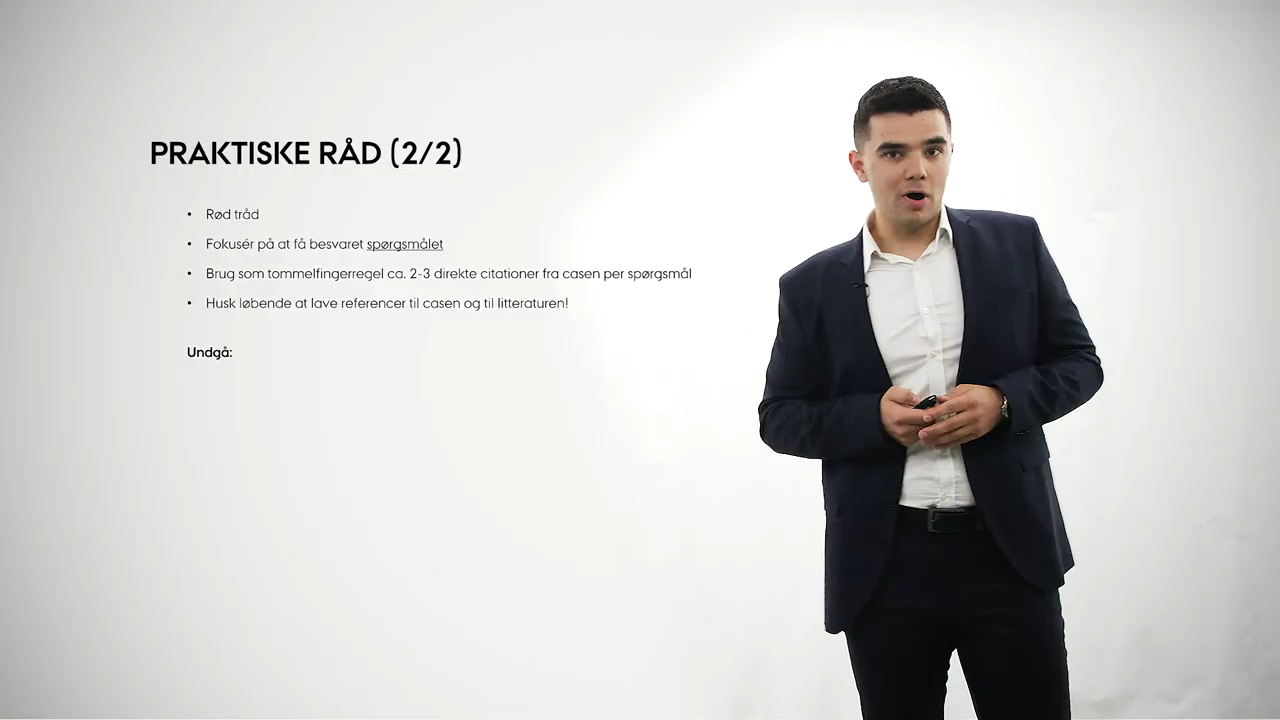 PRAKTISKE RÅD (2/2)
• Rød tråd
• Fokusér på at få besvaret spørgsmålet
• Brug som tommelfingerregel ca. 2-3 direkte citationer fra casen per spørgsmål
• Husk løbende at lave referencer til casen og til litteraturen!
Undgå: